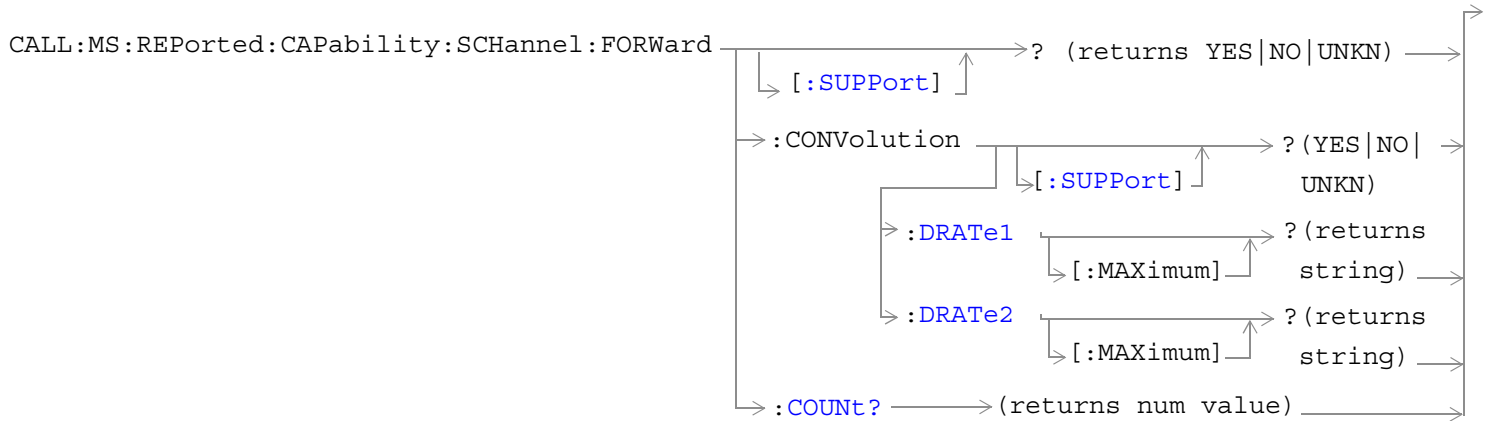 CALL:MS:REPorted:CAPability:SCHannel:FORWard ? (returns YES|NO|UNKN)
[:SUPPort]
:CONVolution ?(YES|NO|
[:SUPPort] UNKN)
:DRATe1 ?(returns
[:MAXimum] string)
:DRATe2 ?(returns
[:MAXimum] string)
:COUNt? (returns num value)